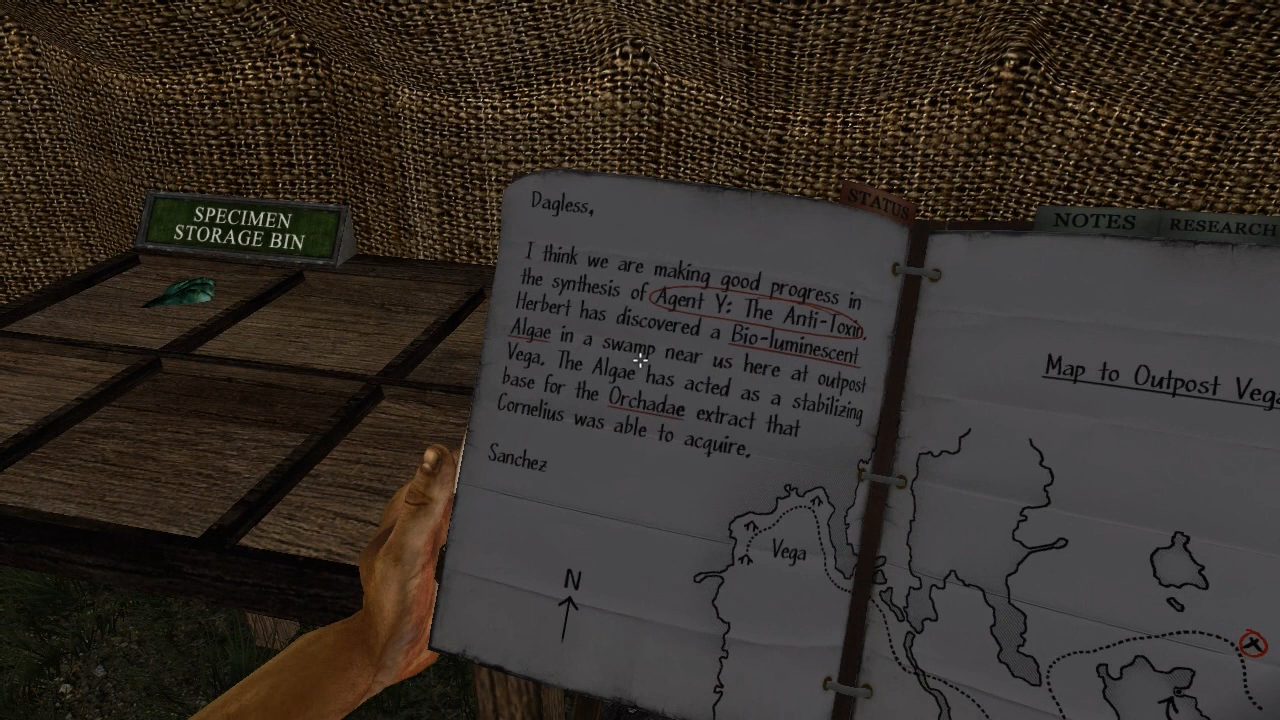 SPECIMEN
STORAGE BIN
STATUS
NOTES
RESEARCH
Dagless,
I think we are making good progress in
the synthesis of Agent Y: The Anti-Toxin.
Herbert has discovered a Bio-luminescent
Algae in a swamp near us here at outpost
Vega. The Algae has acted as a stabilizing
base for the Orchadae extract that
Cornelius was able to acquire.
Sanchez
N
Vega
Map to Outpost Vega
X